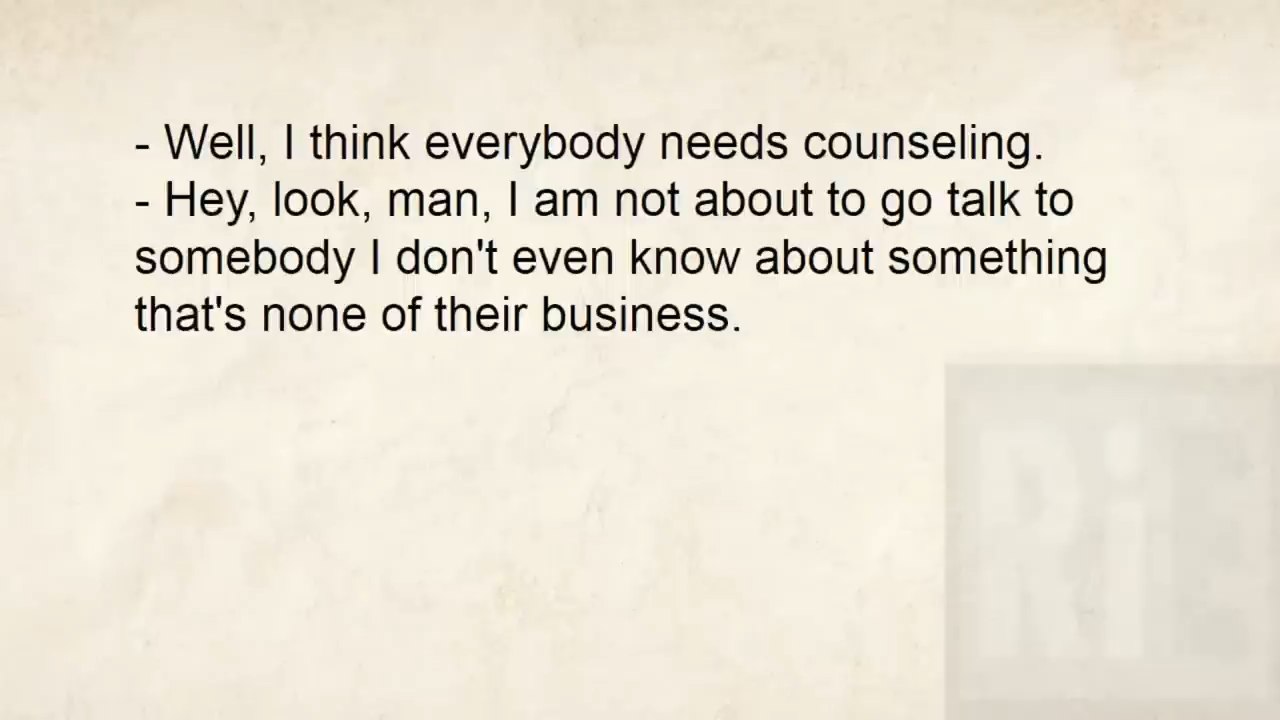 - Well, I think everybody needs counseling.
- Hey, look, man, I am not about to go talk to
somebody I don't even know about something
that's none of their business.
RiE